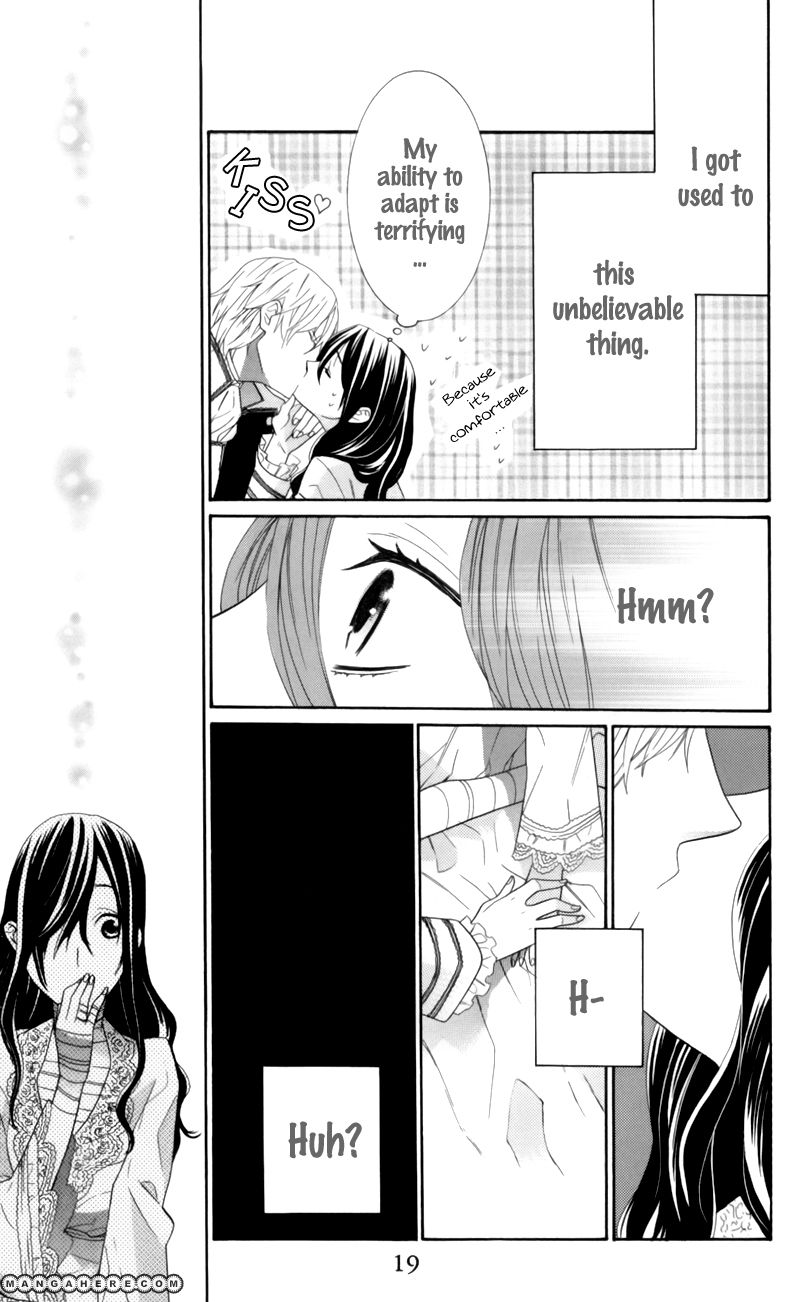 I got
used to
this
unbelievable
thing.
My
ability to
adapt is
terrifying
...
KISS♡
Because
it's
comfortable
...
Hmm?
H-
Huh?
19
MANGAHERE.COM